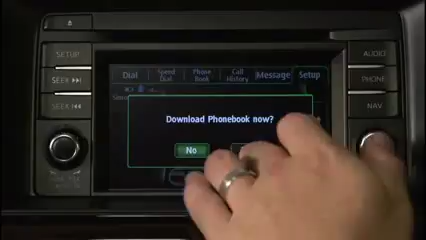 SETUP
SEEK
SEEK
Dial
Speed
Dial
Phone
Book
Call
History
Message
Setup
Download Phonebook now?
No
AUDIO
PHONE
NAV